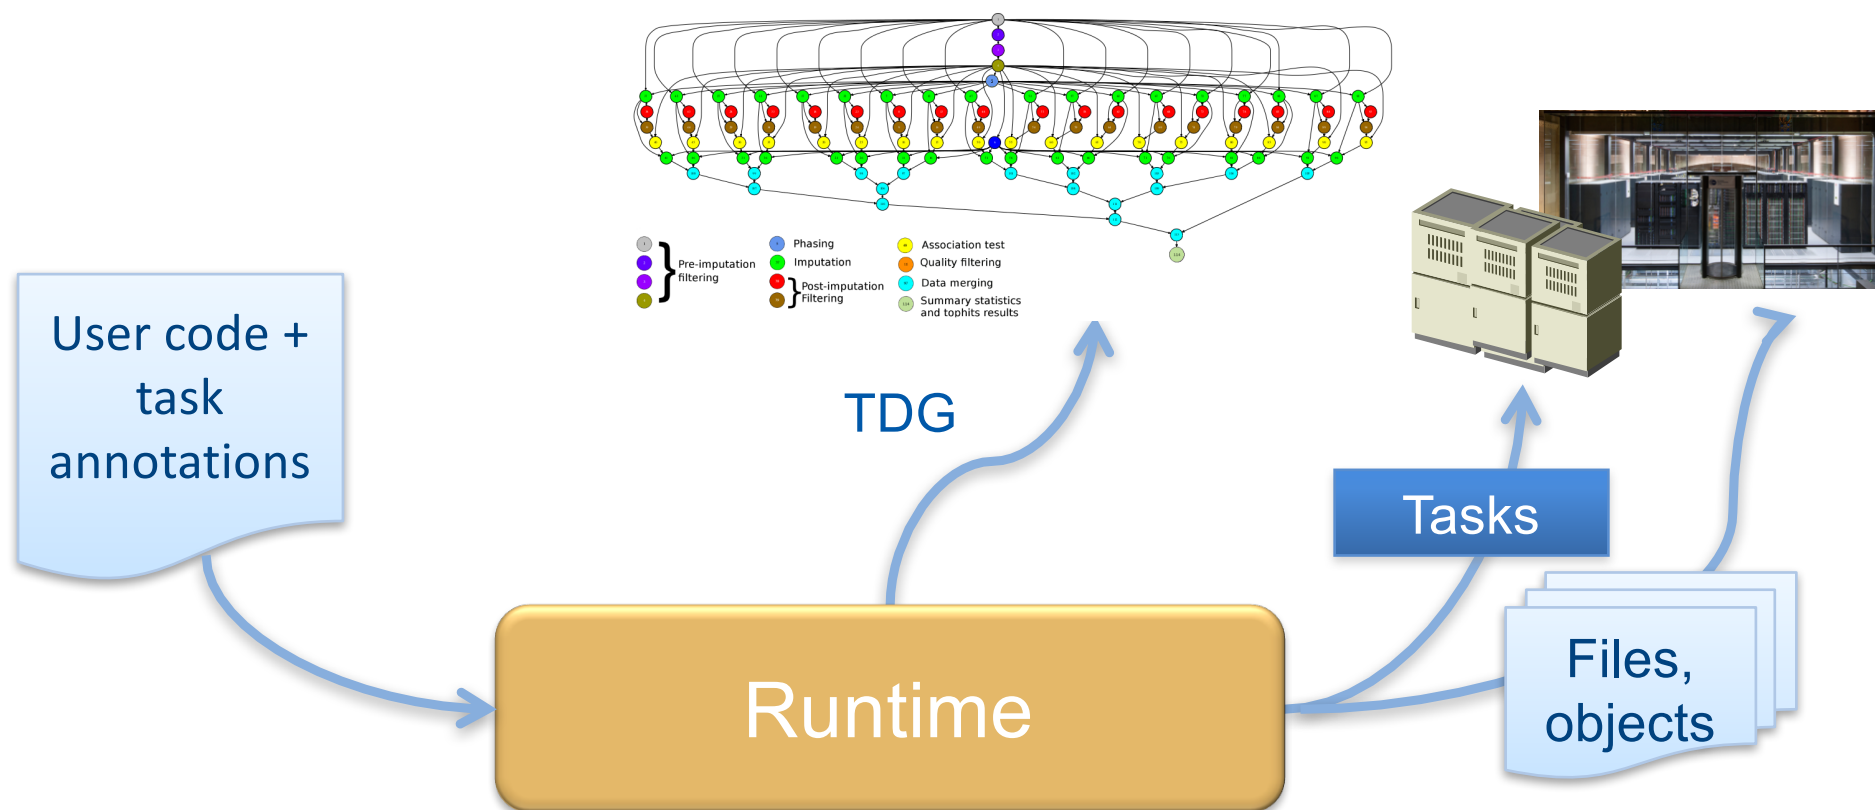 Pre-imputation
filtering
Phasing
Imputation
Post-imputation
Filtering
Association test
Quality filtering
Data merging
Summary statistics
and tophits results
User code +
task
annotations
TDG
Tasks
Runtime
Files,
objects